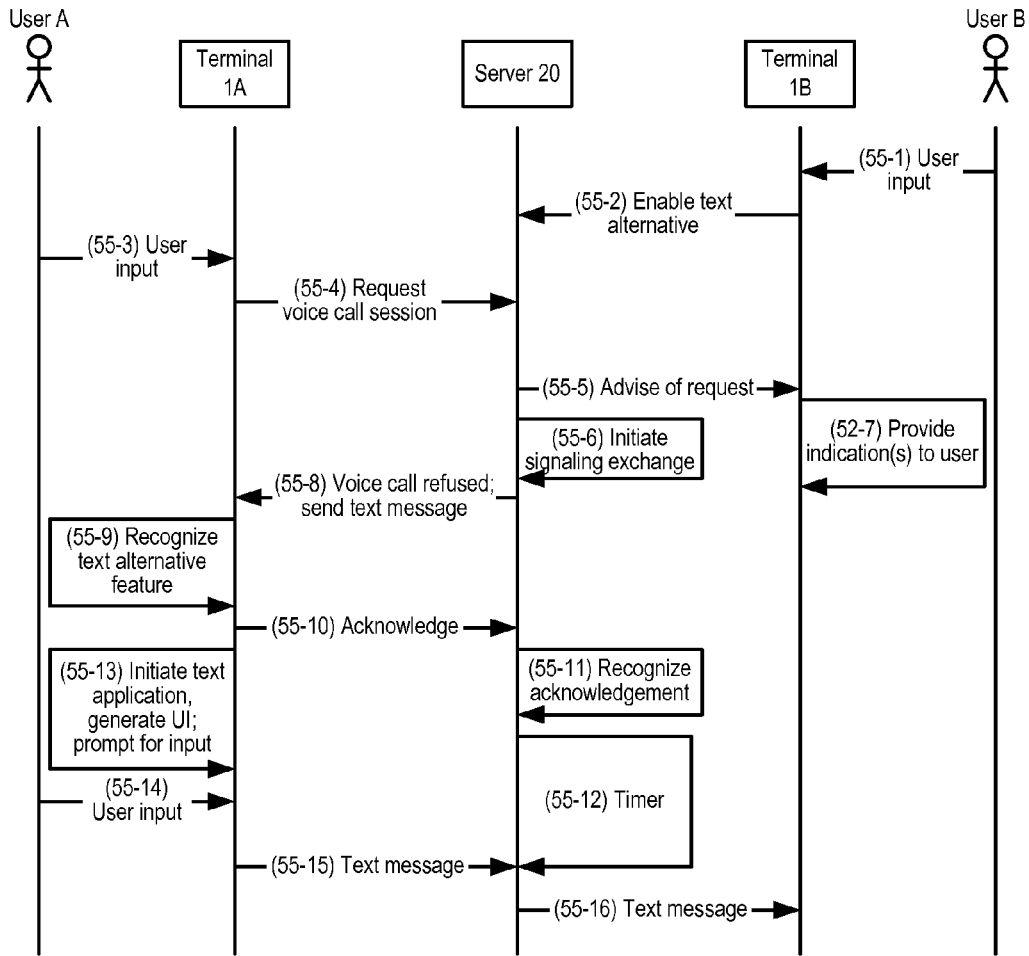 User A
User B
Terminal
1A
Server 20
Terminal
1B
(55-1) User
input
(55-2) Enable text
alternative
(55-3) User
input
(55-4) Request
voice call session
(55-5) Advise of request
(55-6) Initiate
signaling exchange
(52-7) Provide
indication(s) to user
(55-8) Voice call refused;
send text message
(55-9) Recognize
text alternative
feature
(55-10) Acknowledge
(55-11) Recognize
acknowledgement
(55-13) Initiate text
application,
generate UI;
prompt for input
(55-12) Timer
(55-14)
User input
(55-15) Text message
(55-16) Text message